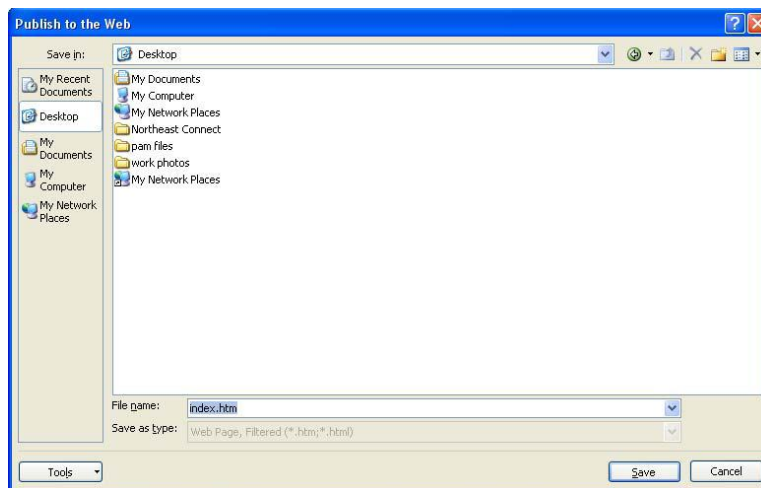 Publish to the Web
Save in:
Desktop
My Recent
Documents
Desktop
My
Documents
My
Computer
My Network
Places
My Documents
My Computer
My Network Places
Northeast Connect
pam files
work photos
My Network Places
File name:
index.htm
Save as type:
Web Page, Filtered (*.htm;*.html)
Tools
Save
Cancel